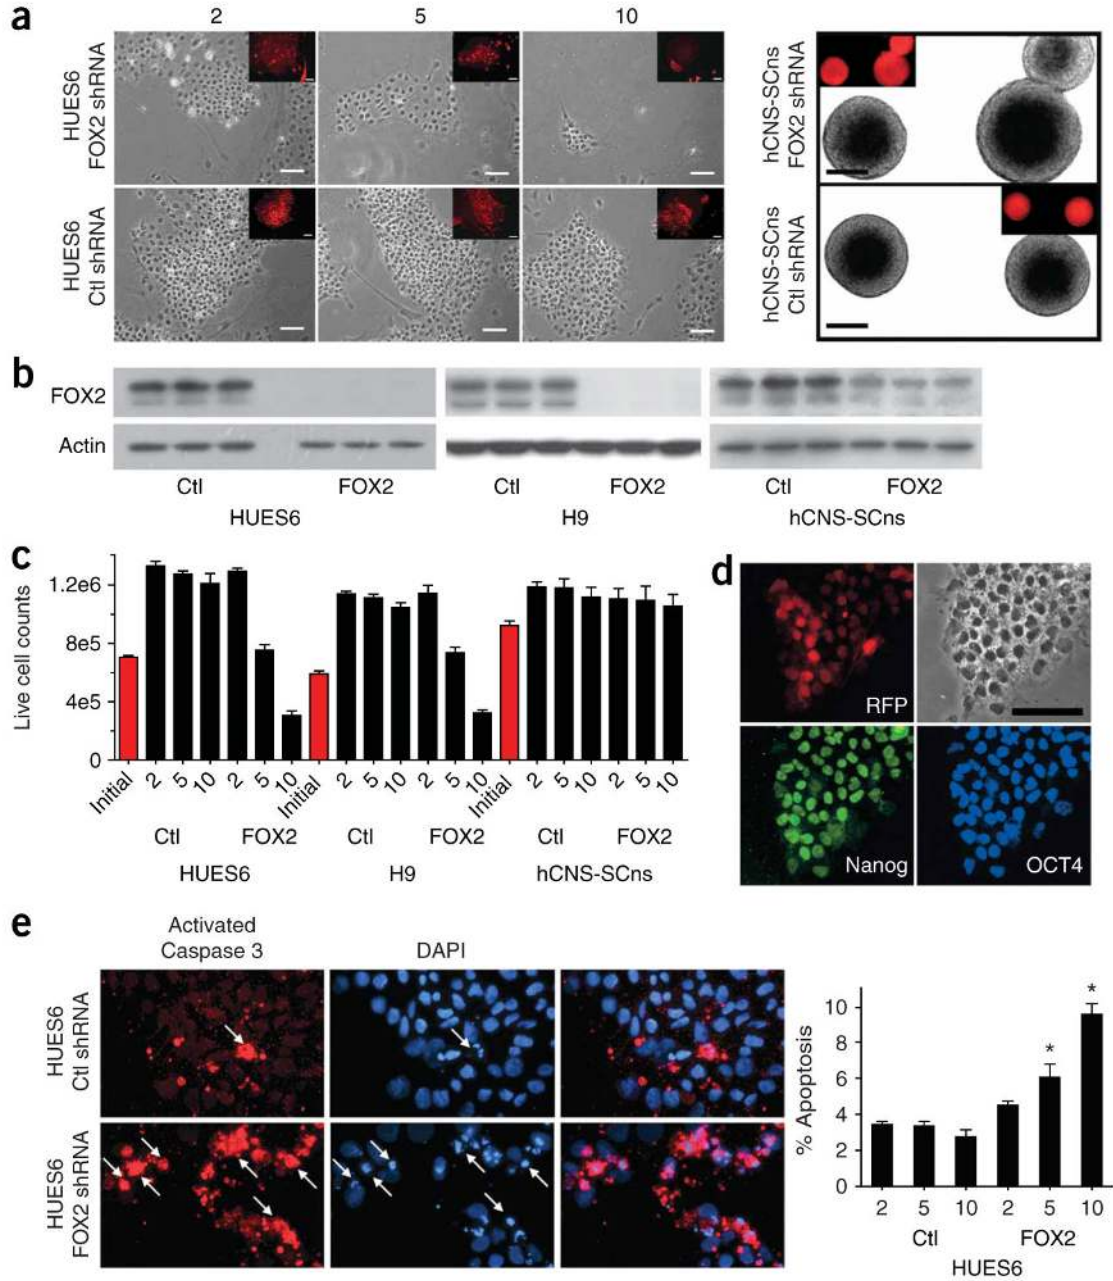 a
2 5 10
HUES6
FOX2 shRNA
HUES6
Ctl shRNA
hCNS-SCns
FOX2 shRNA
hCNS-SCns
Ctl shRNA
b
FOX2
Actin
Ctl FOX2 Ctl FOX2 Ctl FOX2
HUES6 H9 hCNS-SCns
c
Live cell counts
1.2e6
8e5
4e5
0
Initial 2 5 10 2 5 10 Initial 2 5 10 2 5 10 Initial 2 5 10 2 5 10
Ctl FOX2 Ctl FOX2 Ctl FOX2
HUES6 H9 hCNS-SCns
d
RFP
Nanog OCT4
e
Activated
Caspase 3 DAPI
HUES6
Ctl shRNA
HUES6
FOX2 shRNA
% Apoptosis
10
8
6
4
2
0
* *
2 5 10 2 5 10
Ctl FOX2
HUES6